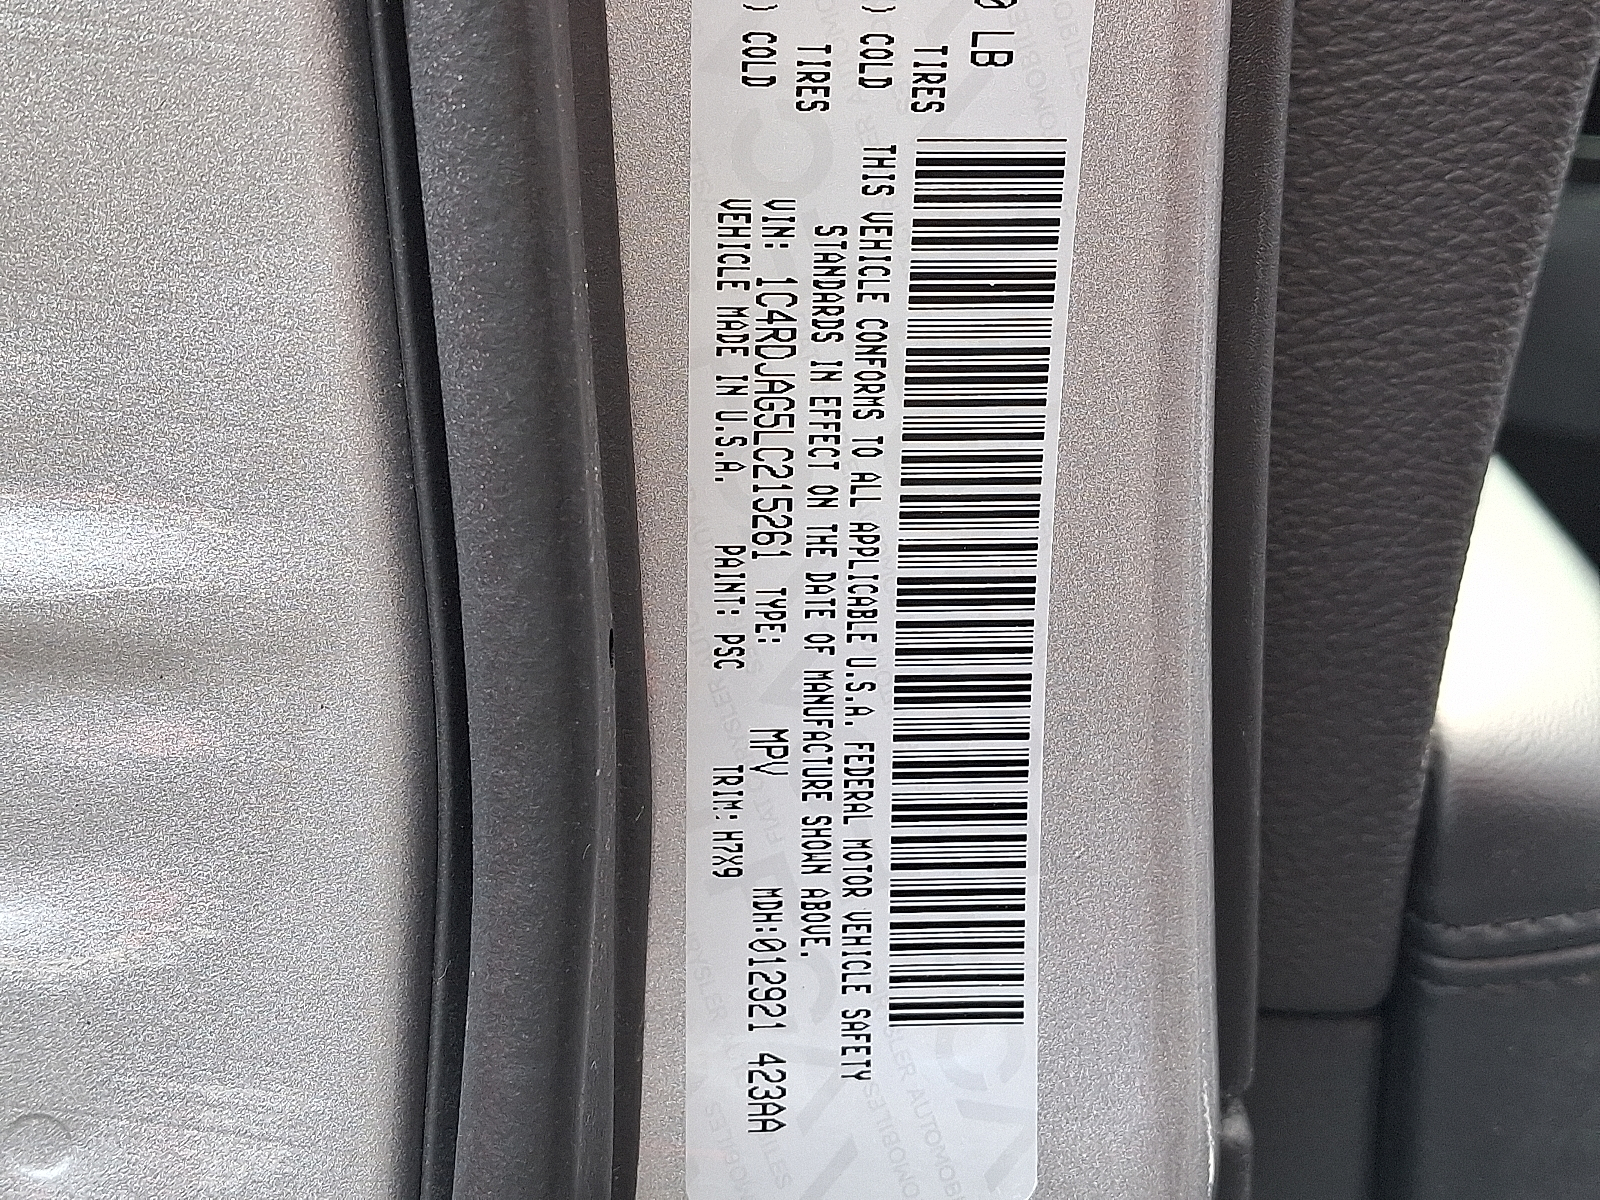 0 LB
TIRES
) COLD
TIRES
) COLD
THIS VEHICLE CONFORMS TO ALL APPLICABLE U.S.A. FEDERAL MOTOR VEHICLE SAFETY
STANDARDS IN EFFECT ON THE DATE OF MANUFACTURE SHOWN ABOVE.
VIN: 1C4RDJAG5LC215261 TYPE: MPV MDH:012921 423AA
VEHICLE MADE IN U.S.A. PAINT: PSC TRIM: H7X9